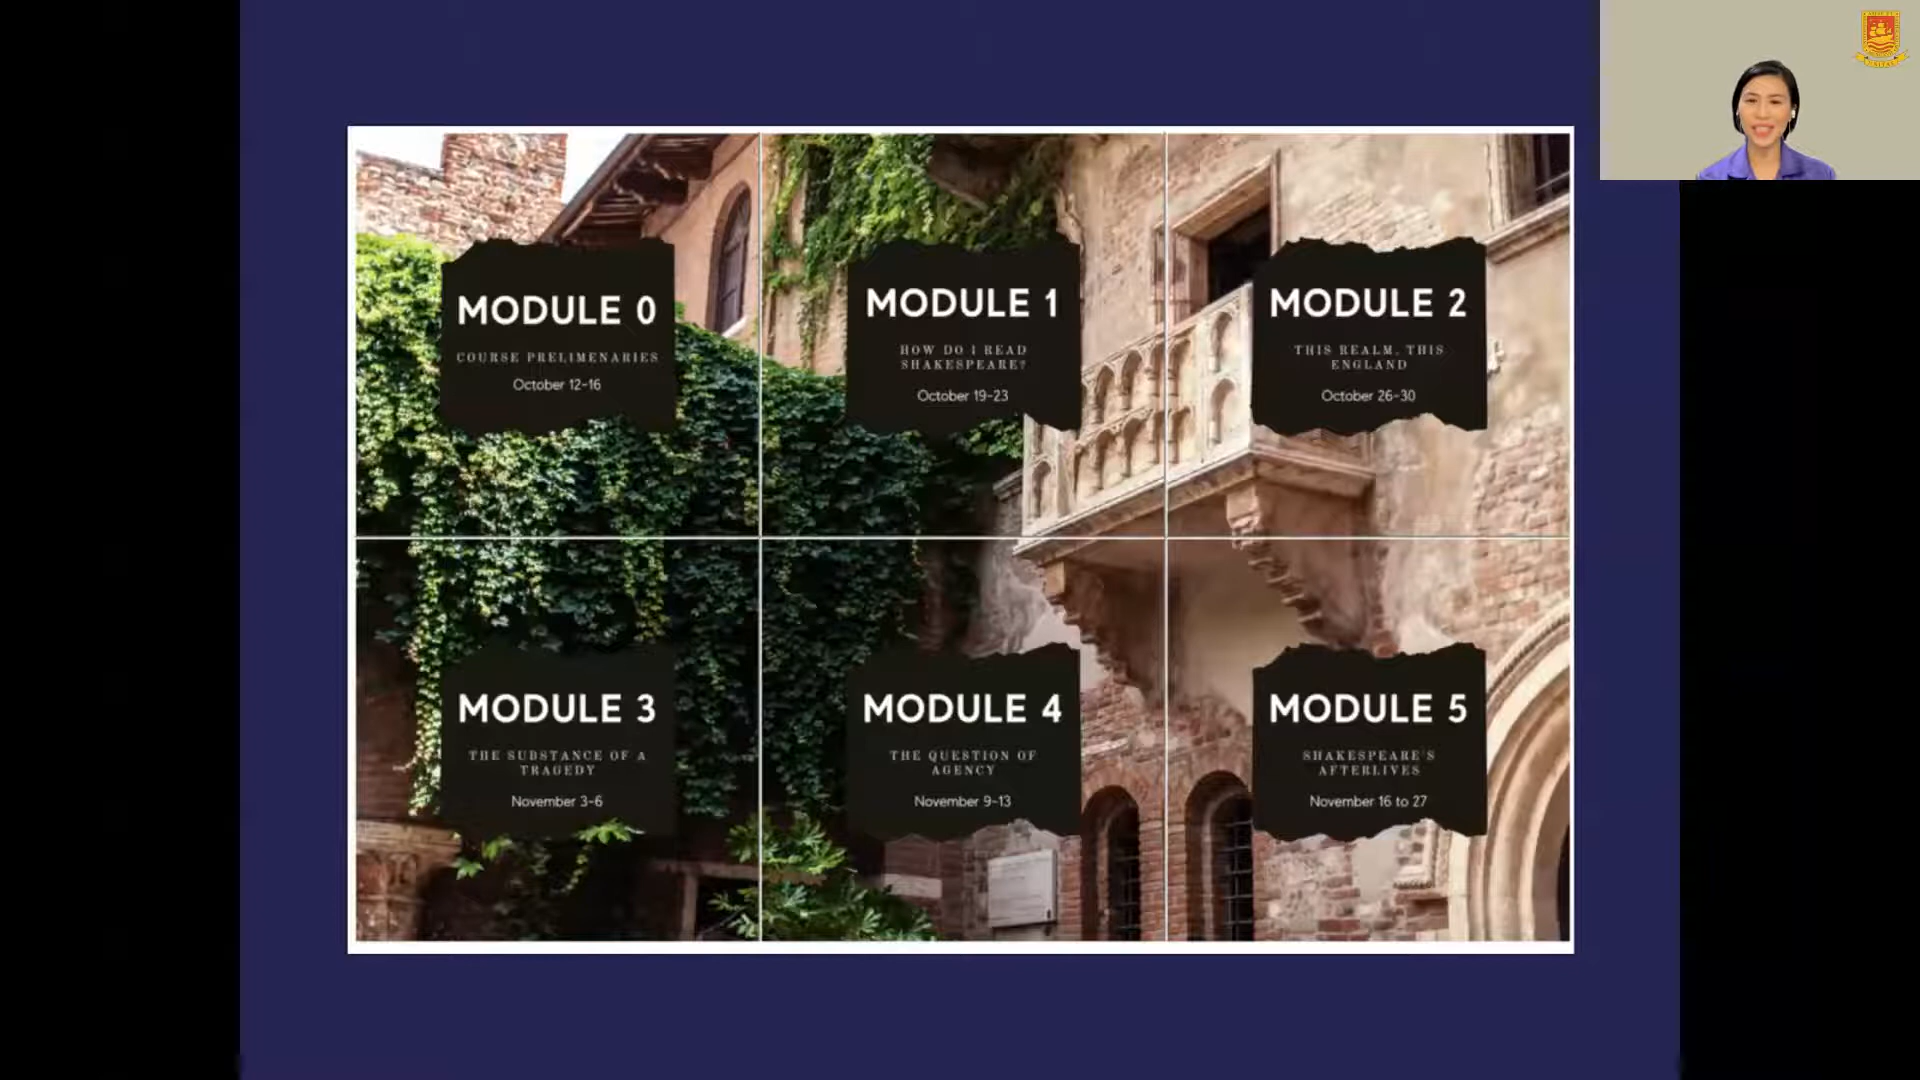 MODULE 0
COURSE PRELIMENARIES
October 12-16
MODULE 1
HOW DO I READ
SHAKESPEARE?
October 19-23
MODULE 2
THIS REALM, THIS
ENGLAND
October 26-30
MODULE 3
THE SUBSTANCE OF A
TRAGEDY
November 3-6
MODULE 4
THE QUESTION OF
AGENCY
November 9-13
MODULE 5
SHAKESPEARE'S
AFTERLIVES
November 16 to 27